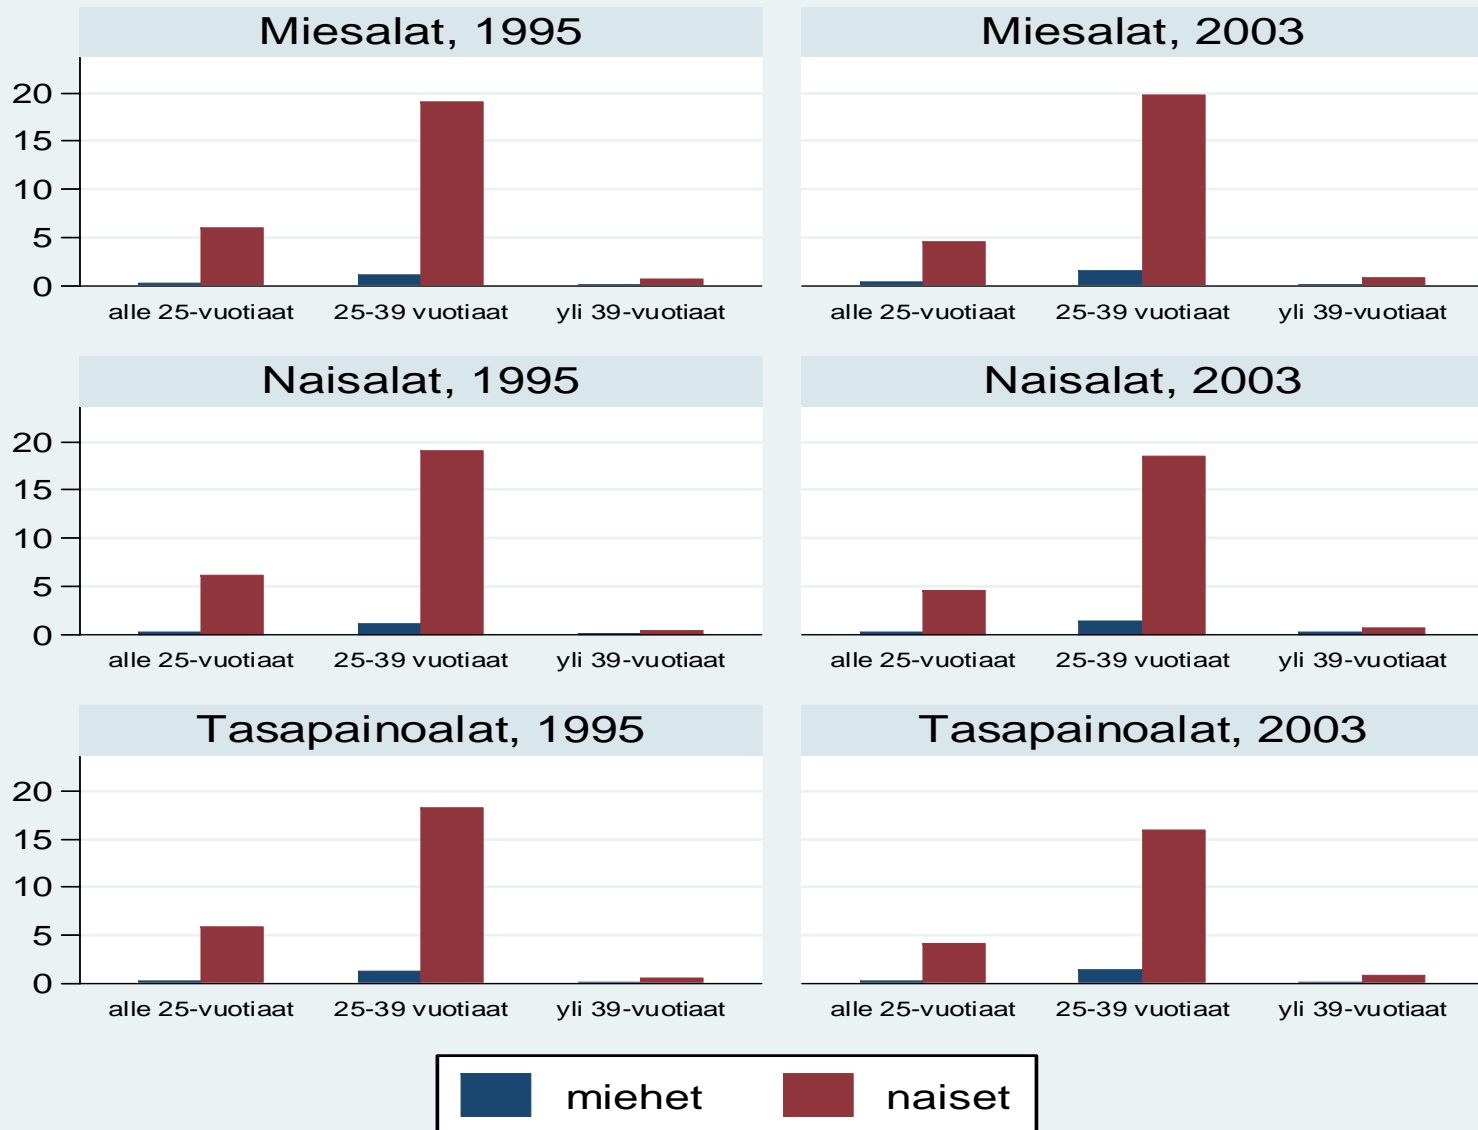 Miesalat, 1995
Miesalat, 2003
20
15
10
5
0
alle 25-vuotiaat 25-39 vuotiaat yli 39-vuotiaat
alle 25-vuotiaat 25-39 vuotiaat yli 39-vuotiaat
Naisalat, 1995
Naisalat, 2003
20
15
10
5
0
alle 25-vuotiaat 25-39 vuotiaat yli 39-vuotiaat
alle 25-vuotiaat 25-39 vuotiaat yli 39-vuotiaat
Tasapainoalat, 1995
Tasapainoalat, 2003
20
15
10
5
0
alle 25-vuotiaat 25-39 vuotiaat yli 39-vuotiaat
alle 25-vuotiaat 25-39 vuotiaat yli 39-vuotiaat
miehet naiset